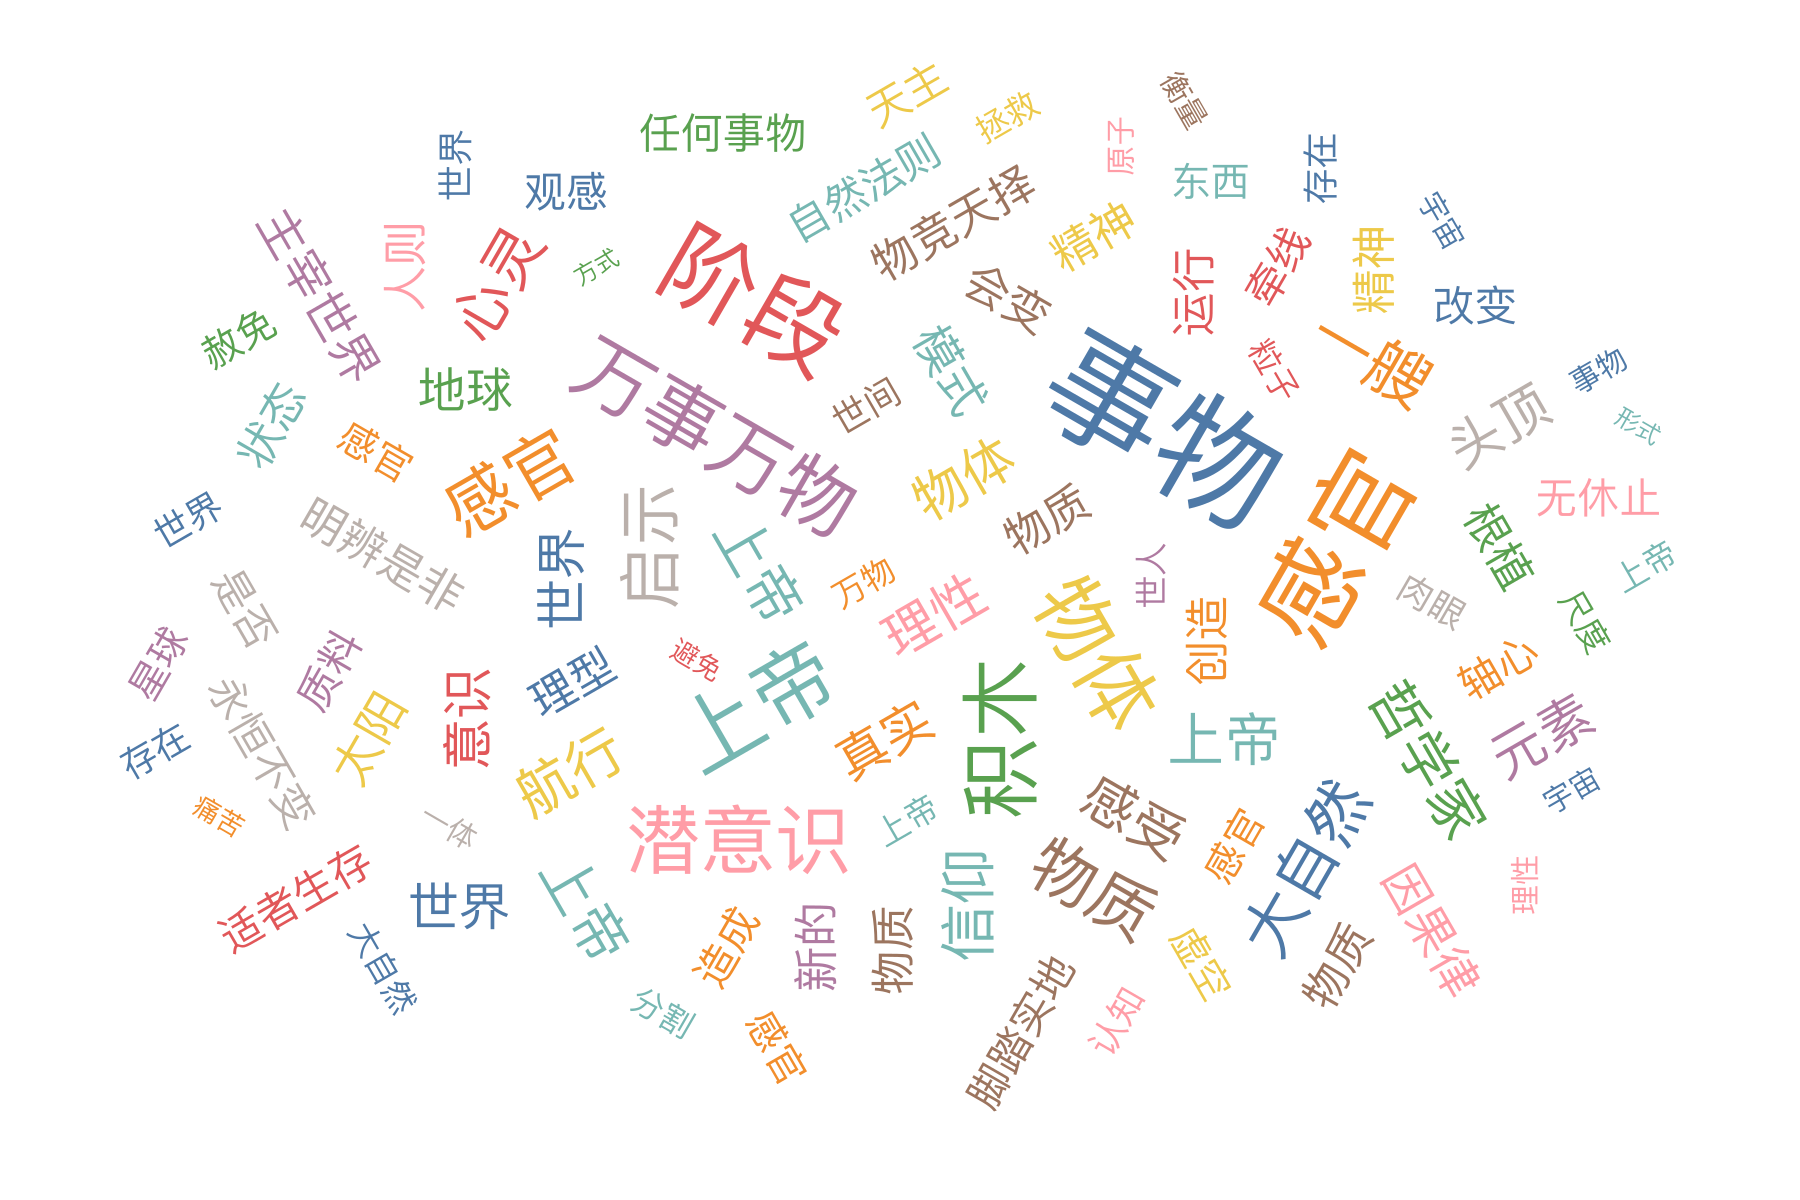 天主
拯救
衡量
任何事物
原子
世界
观感
自然法则
物竞天择
东西
存在
精神
宇宙
主宰世界
人则
心灵
方式
阶段
会变
运行
牵线
精神
改变
赦免
地球
万事万物
世间
模式
事物
粒子
一艘
事物
头顶
形式
状态
感官
感官
物体
物质
感官
无休止
世界
明辨是非
世界
启示
上帝
万物
理性
世人
根植
上帝
肉眼
尺度
是否
星球
质料
理型
避免
上帝
物体
创造
轴心
永恒不变
太阳
意识
航行
真实
积木
上帝
哲学家
元素
存在
宇宙
痛苦
一体
潜意识
上帝
感受
感官
大自然
适者生存
世界
上帝
信仰
物质
因果律
理性
大自然
造成
新的
物质
虚空
物质
分割
感官
脚踏实地
认知